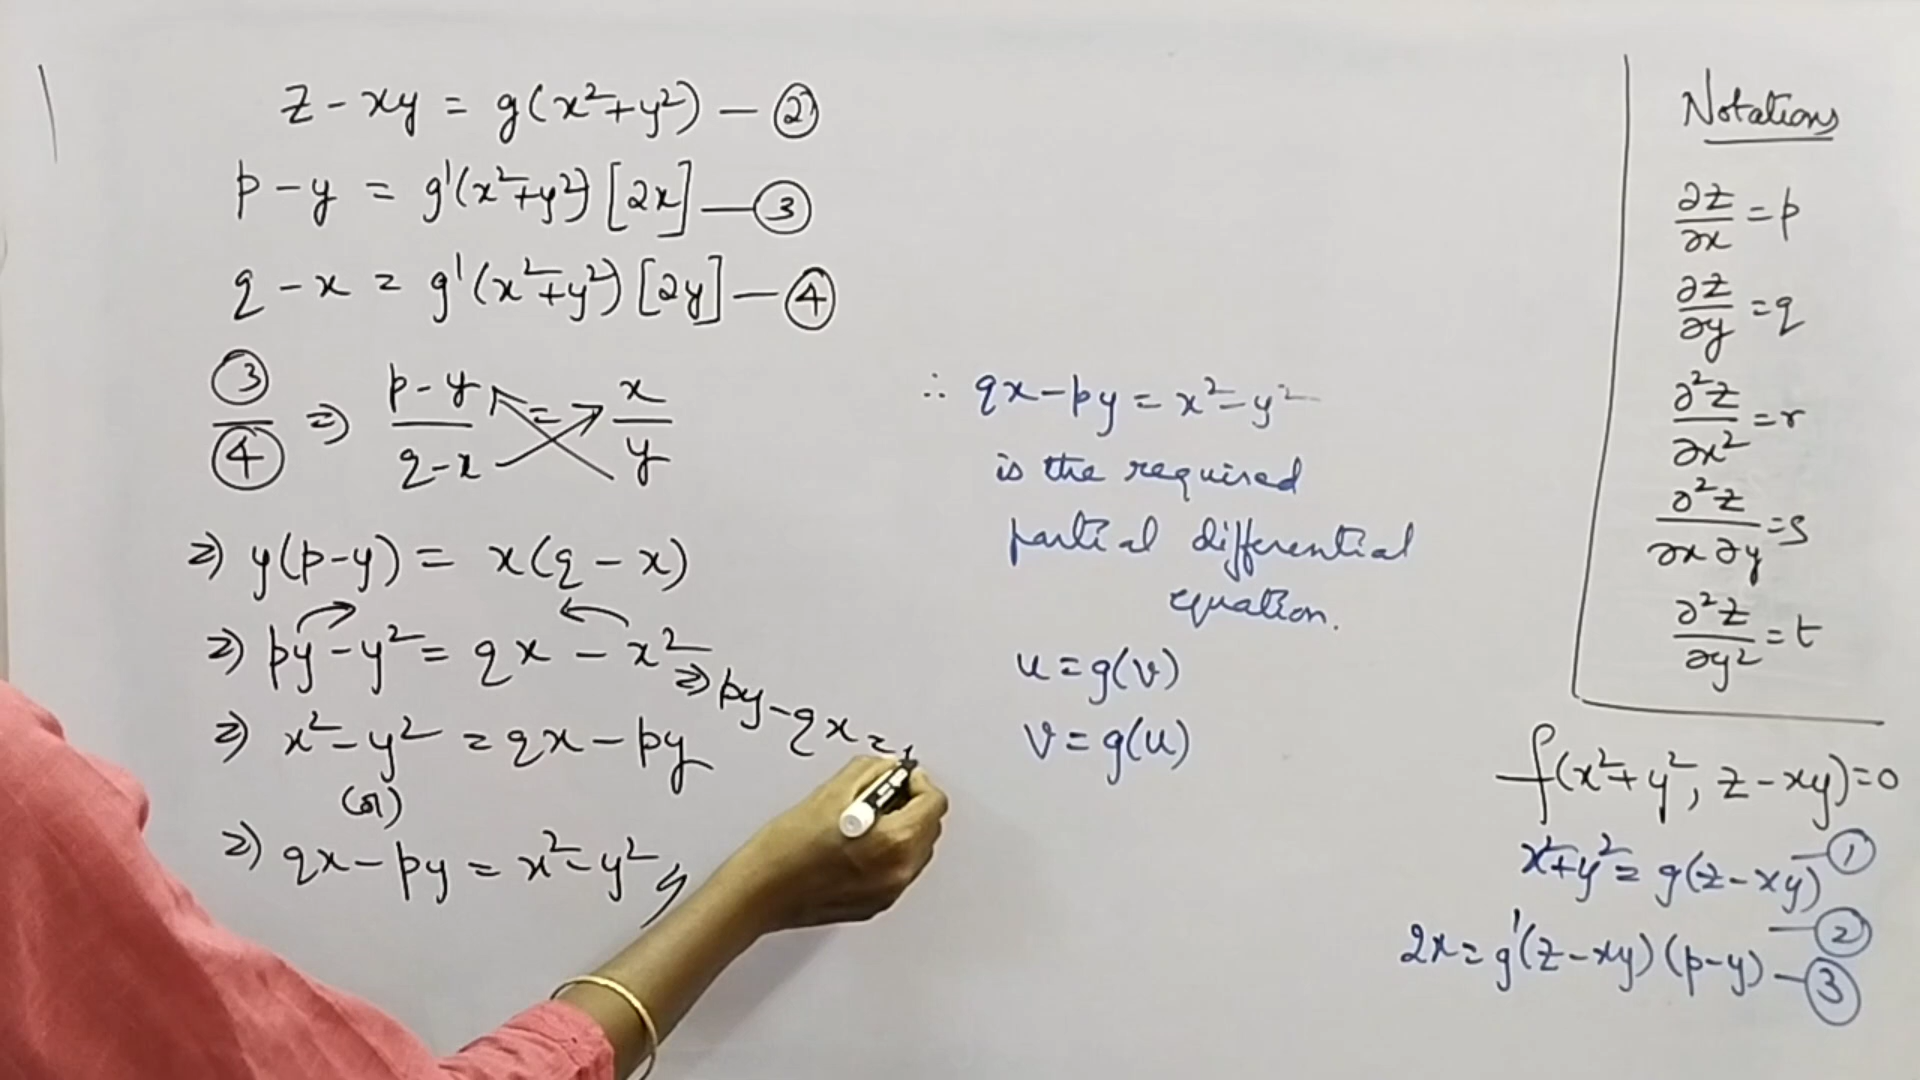 z - xy = g(x²+y²) — ②
p - y = g'(x²+y²) [2x] — ③
q - x = g'(x²+y²) [2y] — ④
③/④ ⇒ (p-y)/(q-x) = x/y
⇒ y(p-y) = x(q-x)
⇒ py - y² = qx - x²
⇒ py - qx =
⇒ x² - y² = qx - py
(or)
⇒ qx - py = x² - y²
∴ qx - py = x² - y²
is the required
partial differential
equation.
u = g(v)
v = g(u)
Notations
∂z/∂x = p
∂z/∂y = q
∂²z/∂x² = r
∂²z/∂x∂y = s
∂²z/∂y² = t
f(x²+y², z-xy) = 0
x²+y² = g(z-xy) — ①
— ②
2x = g'(z-xy) (p-y) — ③